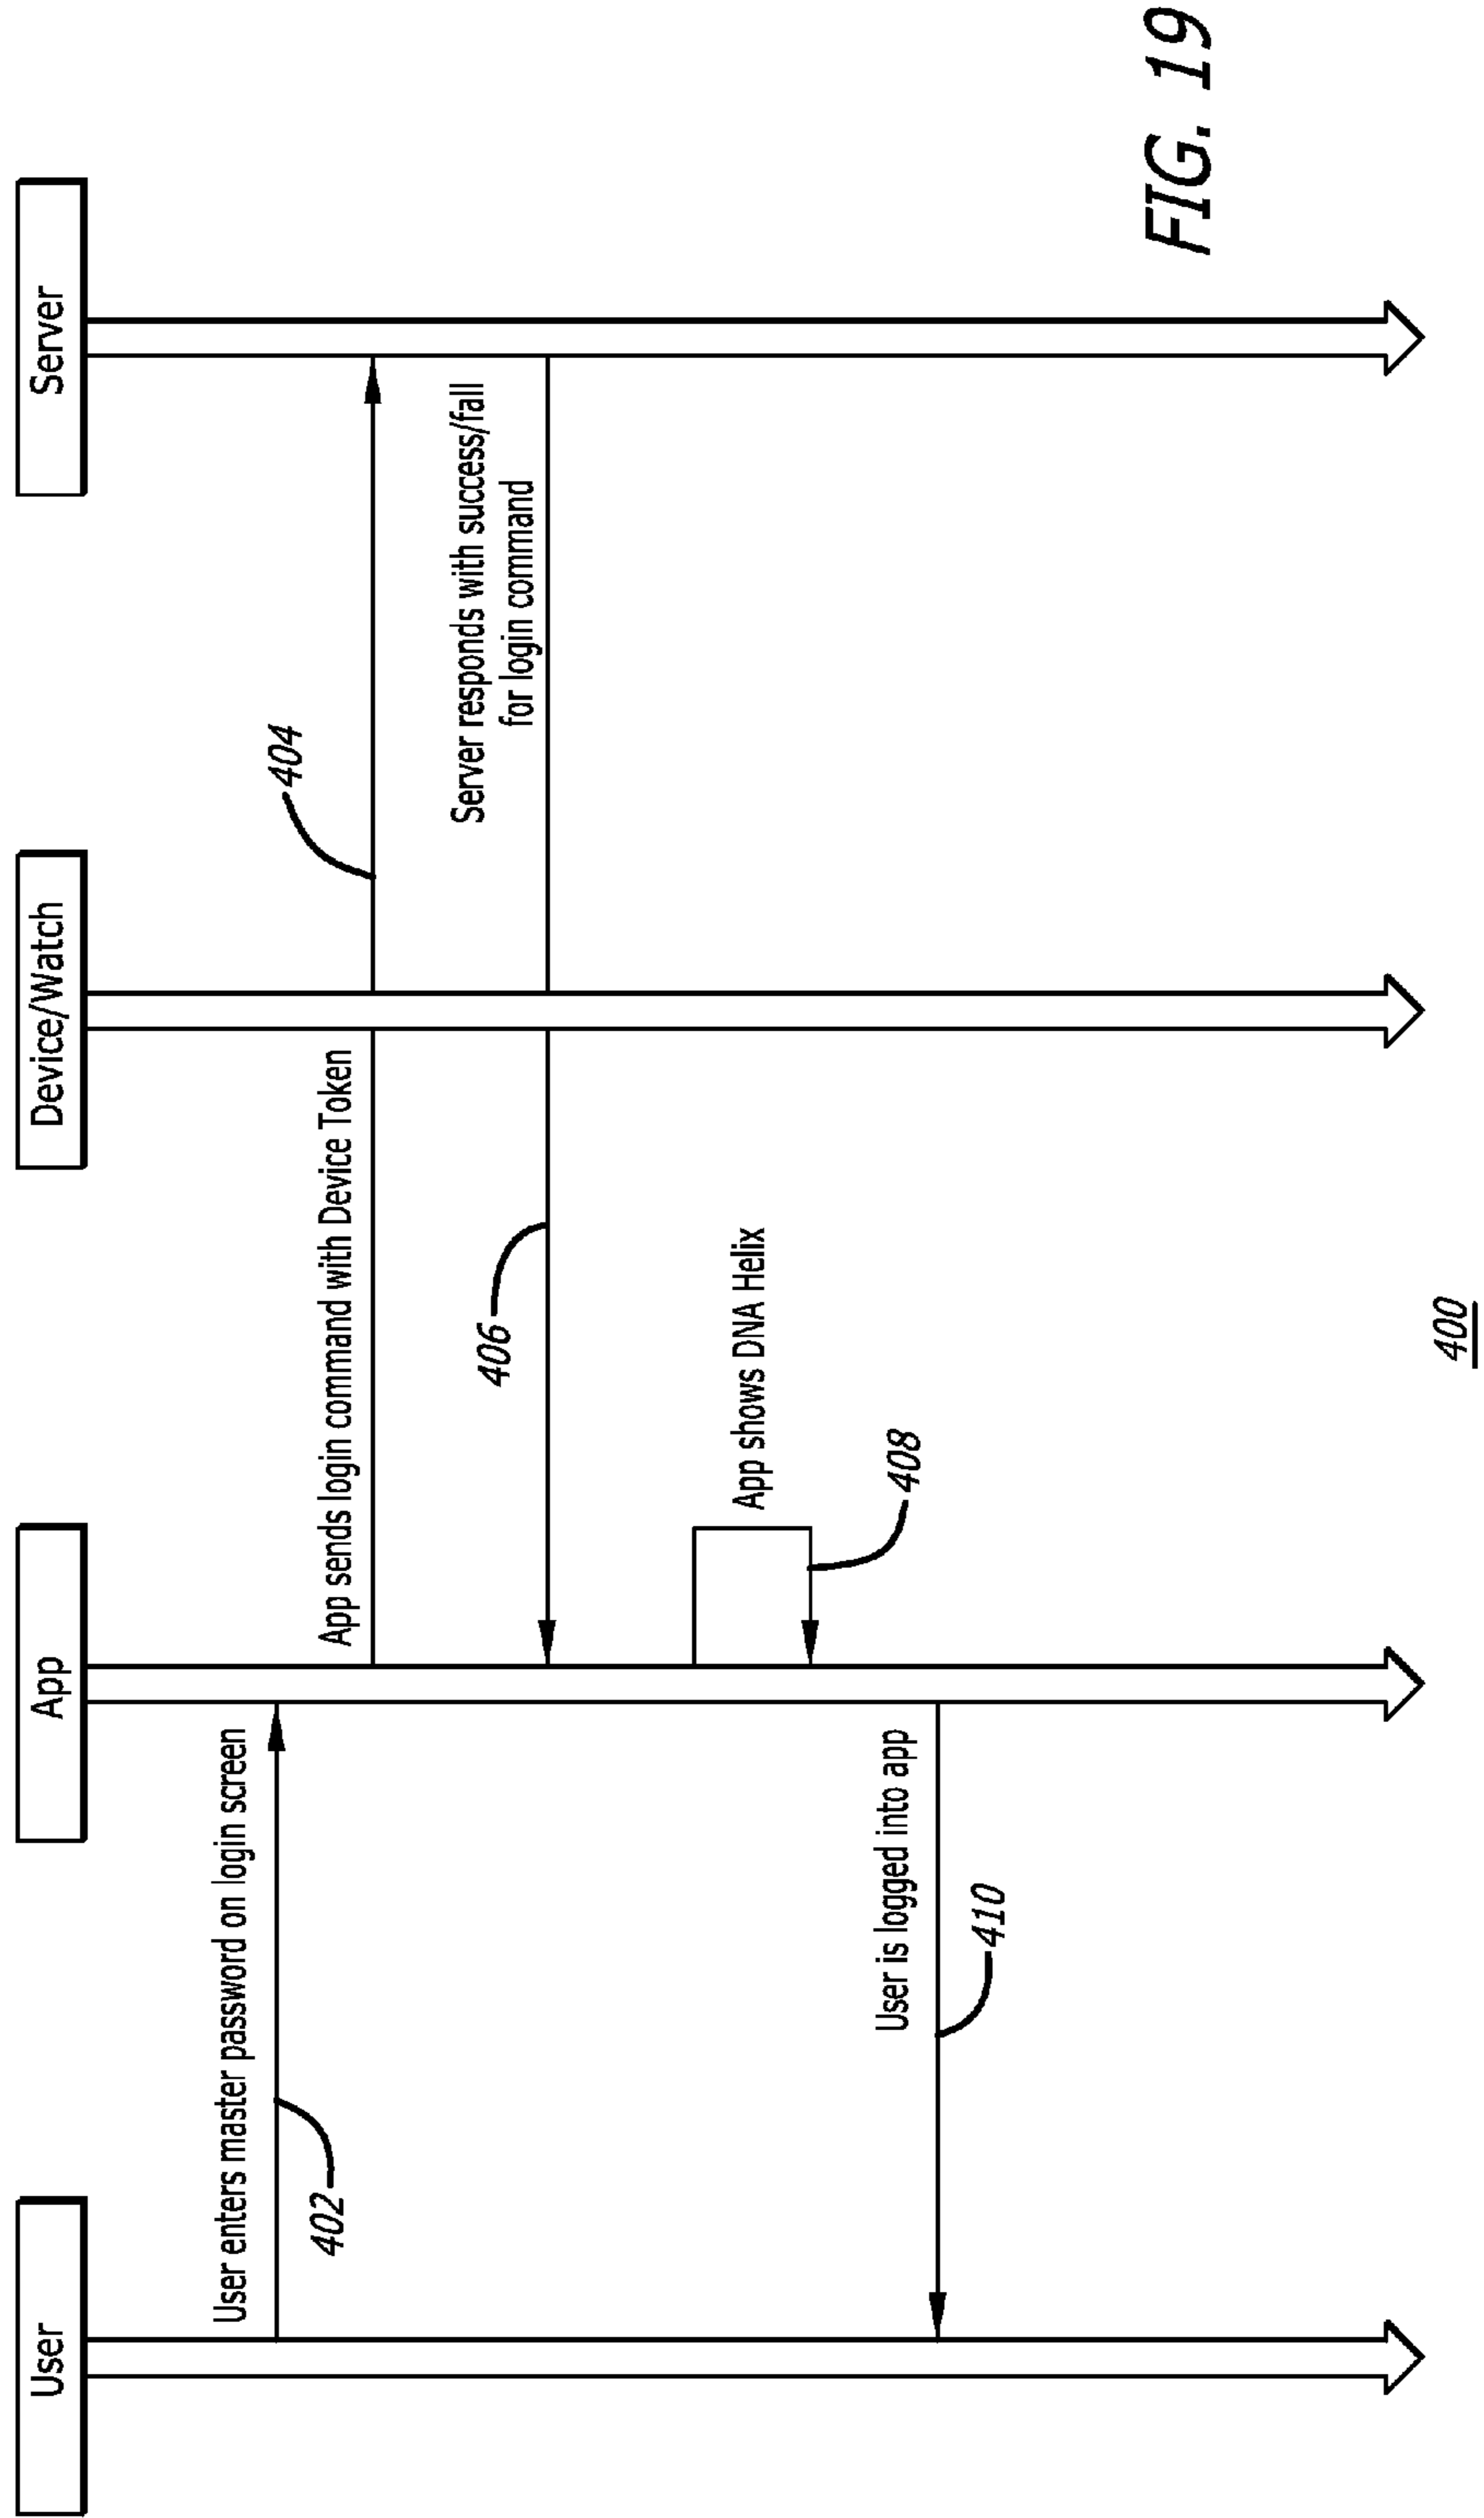 User
App
Device/Watch
Server
User enters master password on login screen
402
App sends login command with Device Token
404
Server responds with success/fail
for login command
406
App shows DNA Helix
408
User is logged into app
410
400
FIG. 19